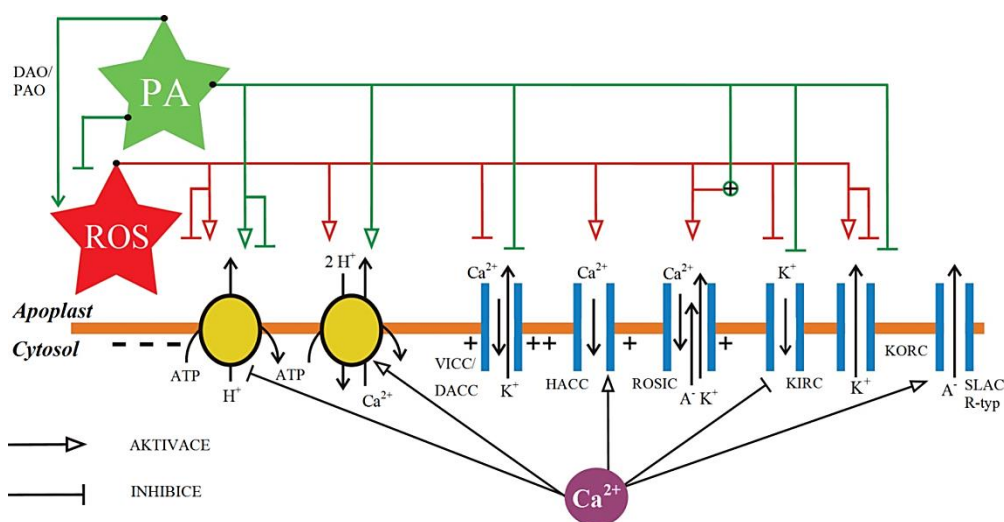 DAO/
PAO
PA
ROS
2 H⁺
Ca²⁺
Ca²⁺
Ca²⁺
K⁺
Apoplast
Cytosol
ATP
ATP
H⁺
Ca²⁺
+
++
+
+
VICC/
DACC
K⁺
HACC
ROSIC
A⁻ K⁺
KIRC
K⁺
KORC
A⁻
SLAC
R-typ
AKTIVACE
INHIBICE
Ca²⁺